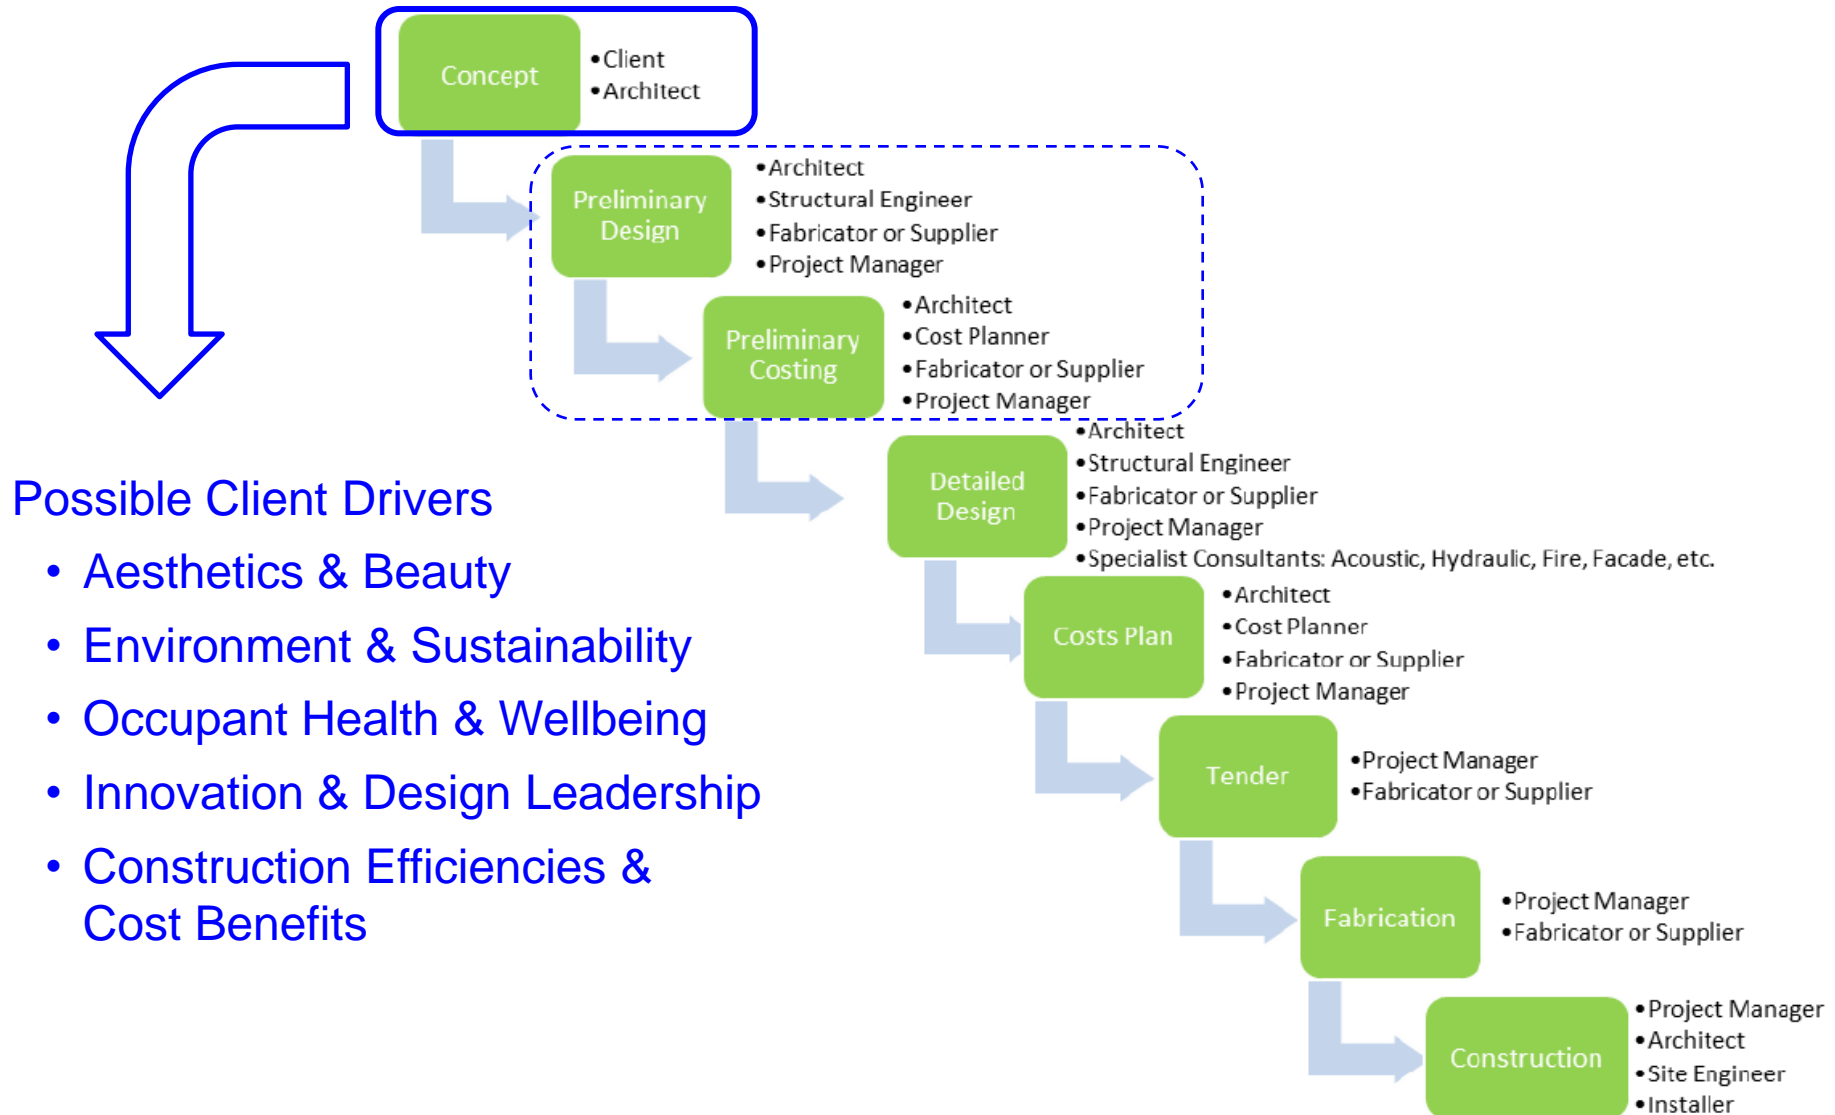 Concept
•Client
•Architect
Preliminary
Design
•Architect
•Structural Engineer
•Fabricator or Supplier
•Project Manager
Preliminary
Costing
•Architect
•Cost Planner
•Fabricator or Supplier
•Project Manager
Detailed
Design
•Architect
•Structural Engineer
•Fabricator or Supplier
•Project Manager
•Specialist Consultants: Acoustic, Hydraulic, Fire, Facade, etc.
Costs Plan
•Architect
•Cost Planner
•Fabricator or Supplier
•Project Manager
Tender
•Project Manager
•Fabricator or Supplier
Fabrication
•Project Manager
•Fabricator or Supplier
Construction
•Project Manager
•Architect
•Site Engineer
•Installer
Possible Client Drivers
• Aesthetics & Beauty
• Environment & Sustainability
• Occupant Health & Wellbeing
• Innovation & Design Leadership
• Construction Efficiencies &
Cost Benefits